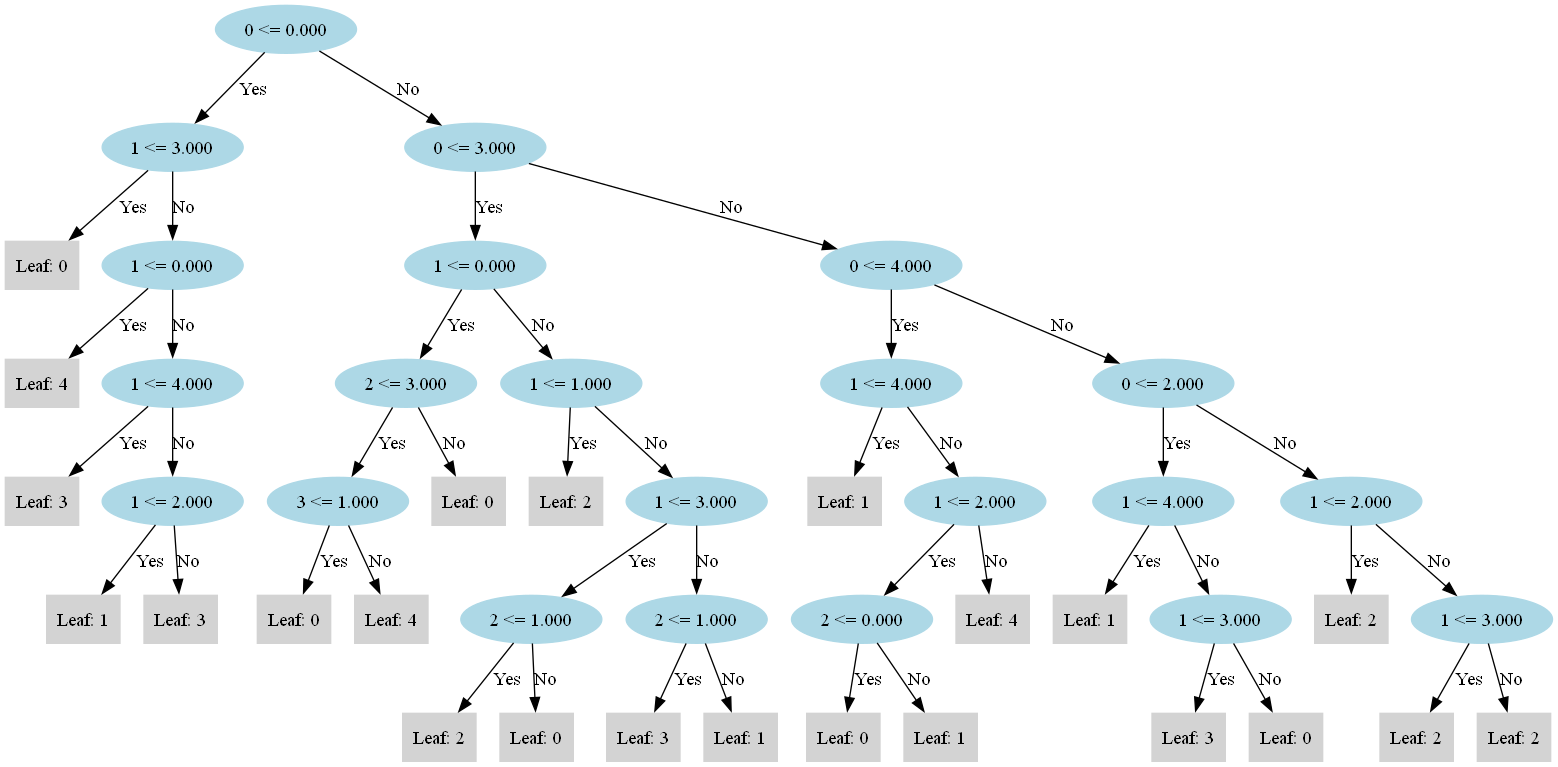 0 <= 0.000
Yes
No
1 <= 3.000
0 <= 3.000
Yes
No
Yes
No
Leaf: 0
1 <= 0.000
1 <= 0.000
0 <= 4.000
Yes
No
Yes
No
Yes
No
Leaf: 4
1 <= 4.000
2 <= 3.000
1 <= 1.000
1 <= 4.000
0 <= 2.000
Yes
No
Yes
No
Yes
No
Yes
No
Yes
No
Leaf: 3
1 <= 2.000
3 <= 1.000
Leaf: 0
Leaf: 2
1 <= 3.000
Leaf: 1
1 <= 2.000
1 <= 4.000
1 <= 2.000
Yes
No
Yes
No
Yes
No
Yes
No
Yes
No
Yes
No
Leaf: 1
Leaf: 3
Leaf: 0
Leaf: 4
2 <= 1.000
2 <= 1.000
2 <= 0.000
Leaf: 4
Leaf: 1
1 <= 3.000
Leaf: 2
1 <= 3.000
Yes
No
Yes
No
Yes
No
Yes
No
Yes
No
Leaf: 2
Leaf: 0
Leaf: 3
Leaf: 1
Leaf: 0
Leaf: 1
Leaf: 3
Leaf: 0
Leaf: 2
Leaf: 2